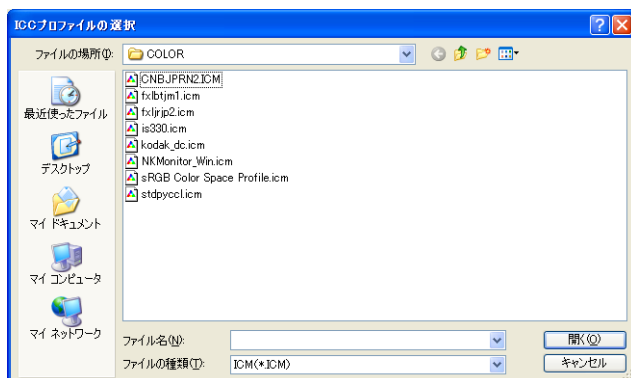 ICCプロファイルの選択
ファイルの場所(I):
COLOR
最近使ったファイル
デスクトップ
マイ ドキュメント
マイ コンピュータ
マイ ネットワーク
CNBJPRN2.ICM
fxlbtjm1.icm
fxljrjp2.icm
is330.icm
kodak_dc.icm
NKMonitor_Win.icm
sRGB Color Space Profile.icm
stdpyccl.icm
ファイル名(N):
開く(O)
ファイルの種類(T):
ICM(*.ICM)
キャンセル